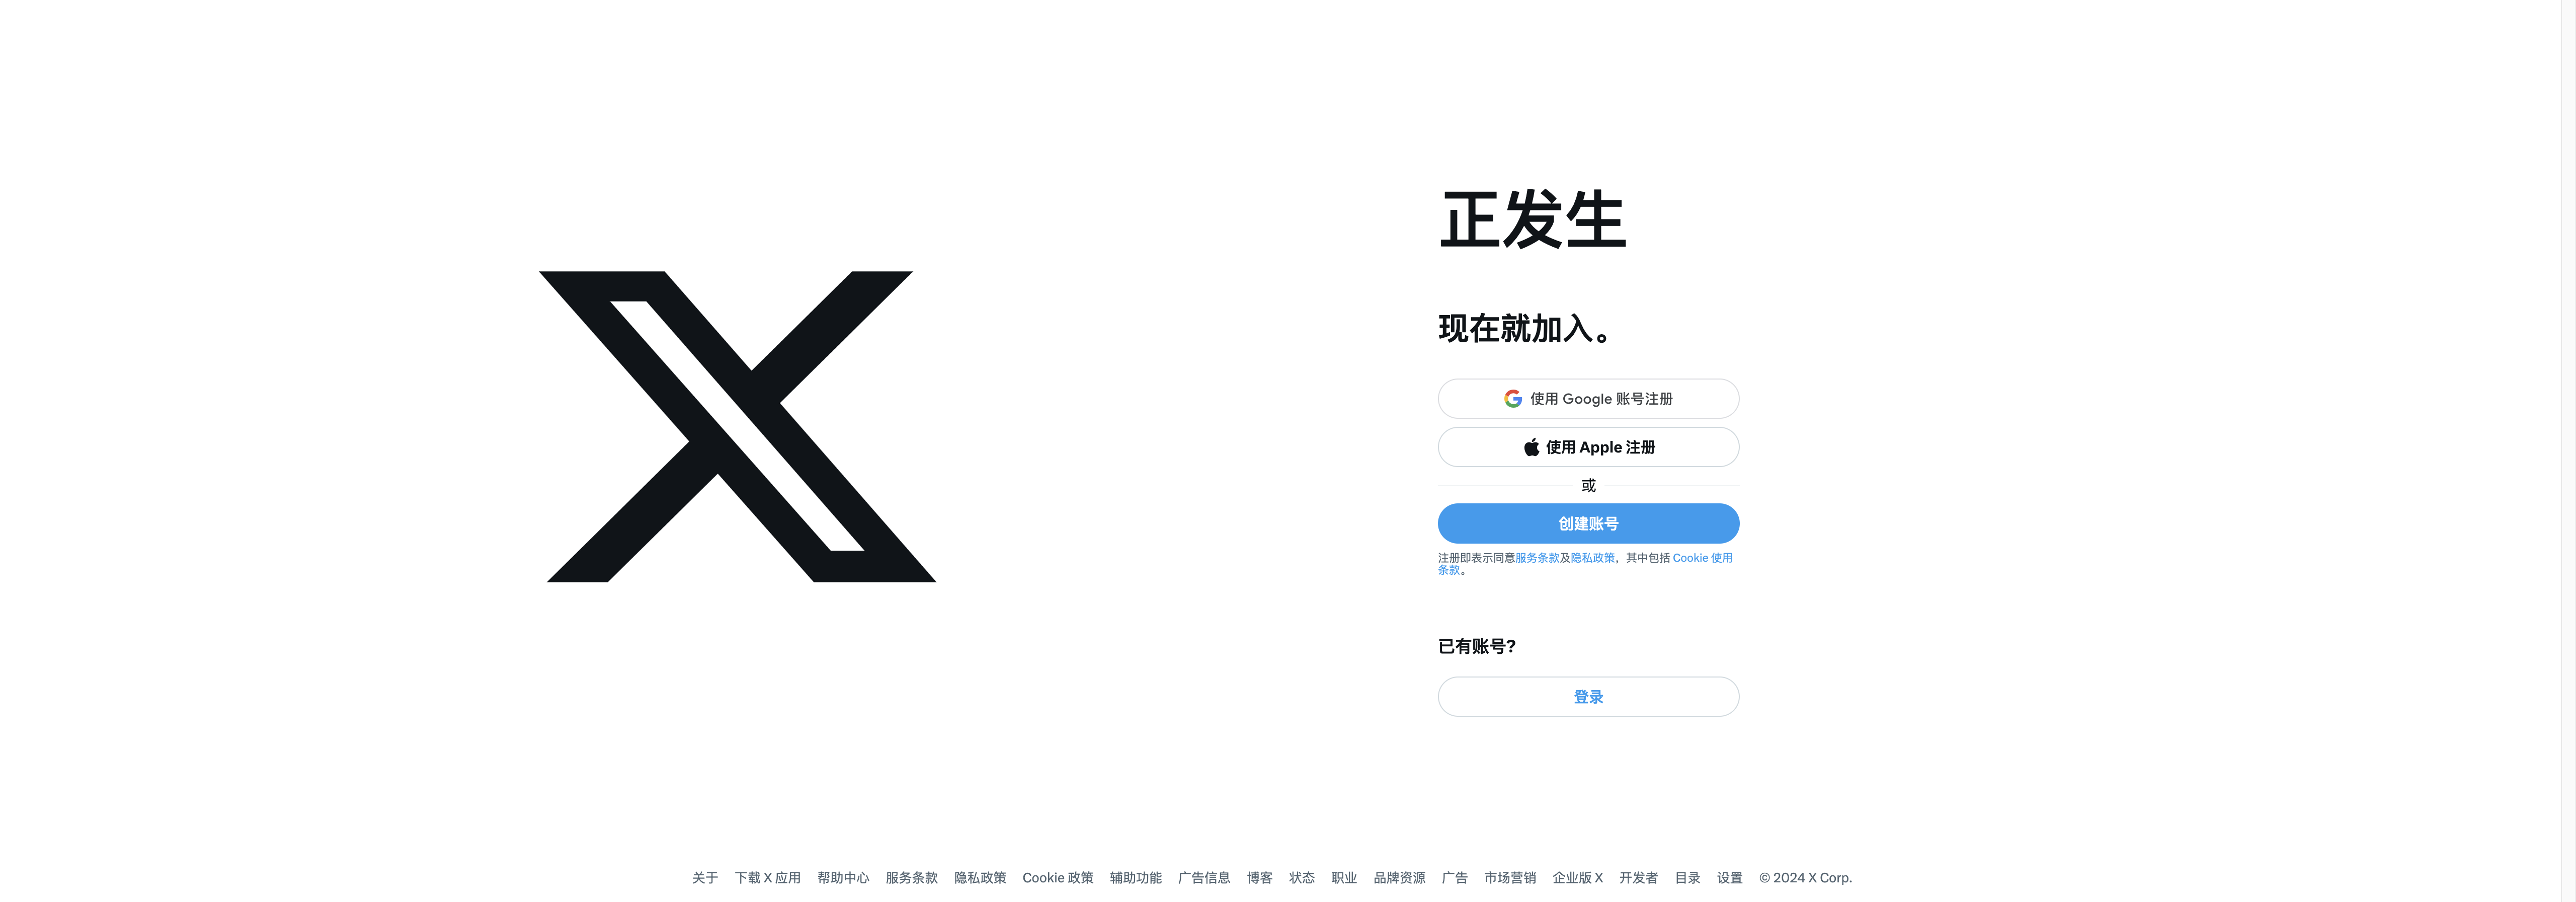 正发生
现在就加入。
使用 Google 账号注册
使用 Apple 注册
或
创建账号
注册即表示同意服务条款及隐私政策，其中包括 Cookie 使用
条款。
已有账号？
登录
关于 下载 X 应用 帮助中心 服务条款 隐私政策 Cookie 政策 辅助功能 广告信息 博客 状态 职业 品牌资源 广告 市场营销 企业版 X 开发者 目录 设置 © 2024 X Corp.